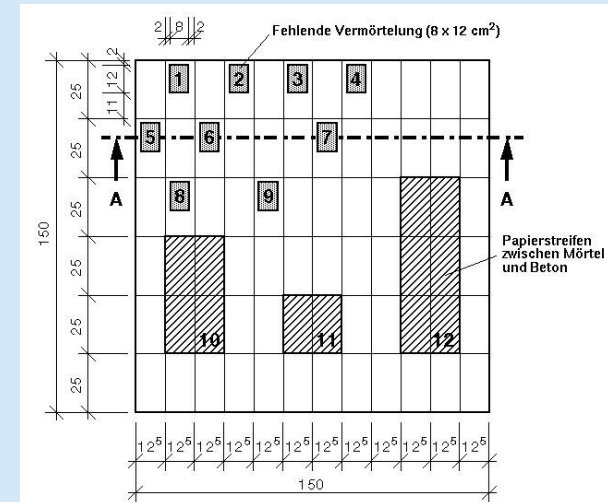 2 8 2
Fehlende Vermörtelung (8 x 12 cm²)
2
12
11
25
1
2
3
4
25
5
6
7
A
A
25
8
9
150
25
Papierstreifen
zwischen Mörtel
und Beton
25
10
11
12
25
12⁵ 12⁵ 12⁵ 12⁵ 12⁵ 12⁵ 12⁵ 12⁵ 12⁵ 12⁵ 12⁵ 12⁵
150